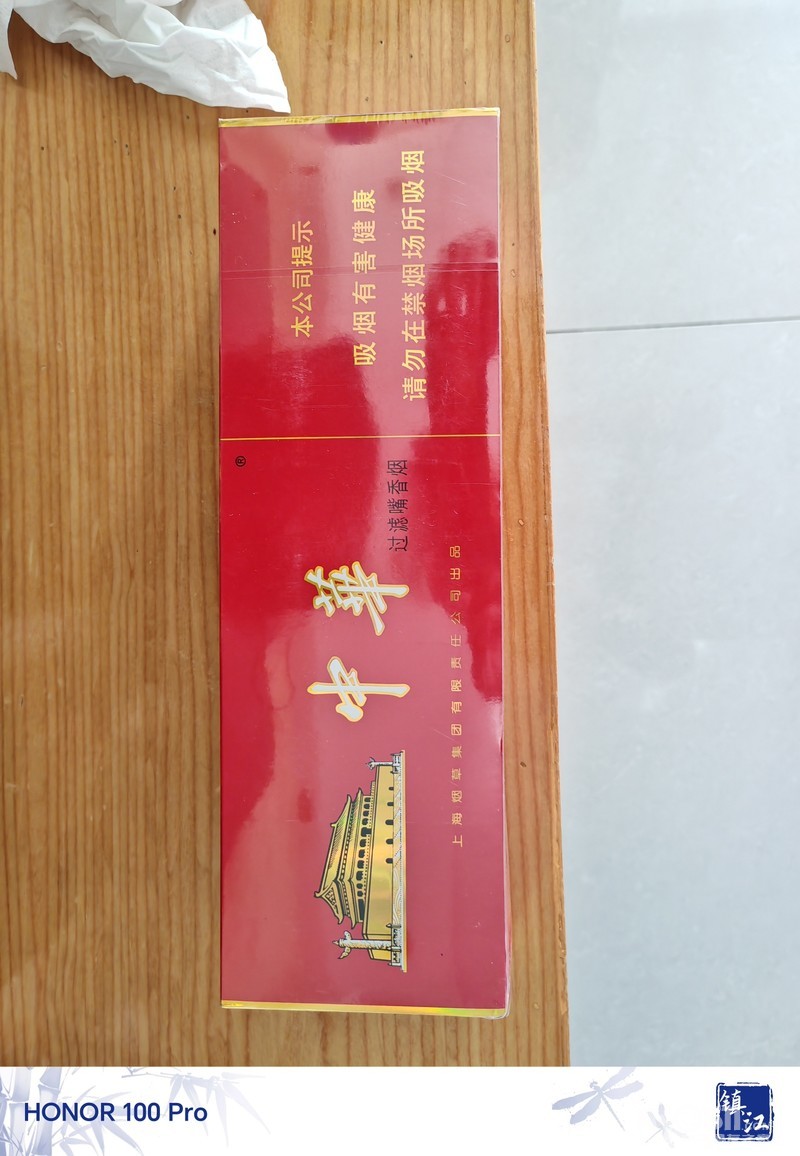 本公司提示
吸烟有害健康
请勿在禁烟场所吸烟
®
中華
过滤嘴香烟
上海烟草集团有限责任公司出品
HONOR 100 Pro
镇江